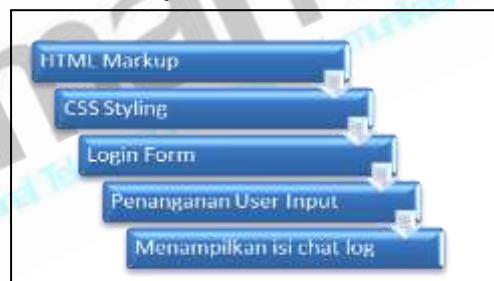 HTML Markup
CSS Styling
Login Form
Penanganan User Input
Menampilkan isi chat log